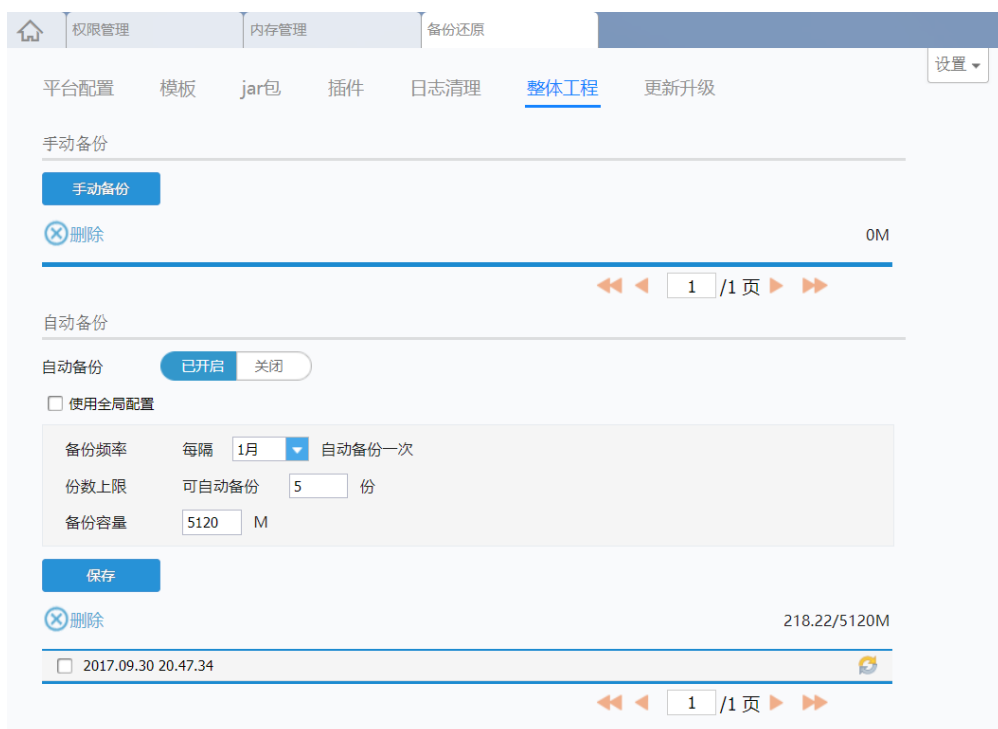 权限管理 内存管理 备份还原
设置
平台配置 模板 jar包 插件 日志清理 整体工程 更新升级
手动备份
手动备份
删除 0M
1 /1 页
自动备份
自动备份 已开启 关闭
使用全局配置
备份频率 每隔 1月 自动备份一次
份数上限 可自动备份 5 份
备份容量 5120 M
保存
删除 218.22/5120M
2017.09.30 20.47.34
1 /1 页